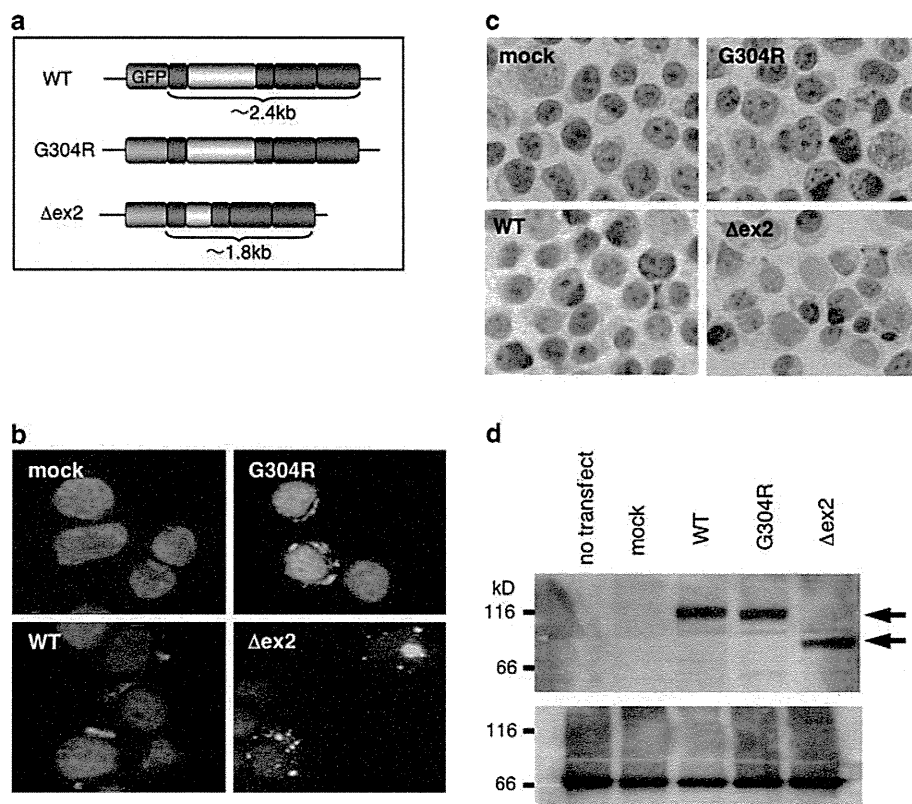 a
WT
GFP
~2.4kb
G304R
Δex2
~1.8kb
b
mock
G304R
WT
Δex2
c
mock
G304R
WT
Δex2
d
no transfect
mock
WT
G304R
Δex2
kD
116
66
116
66